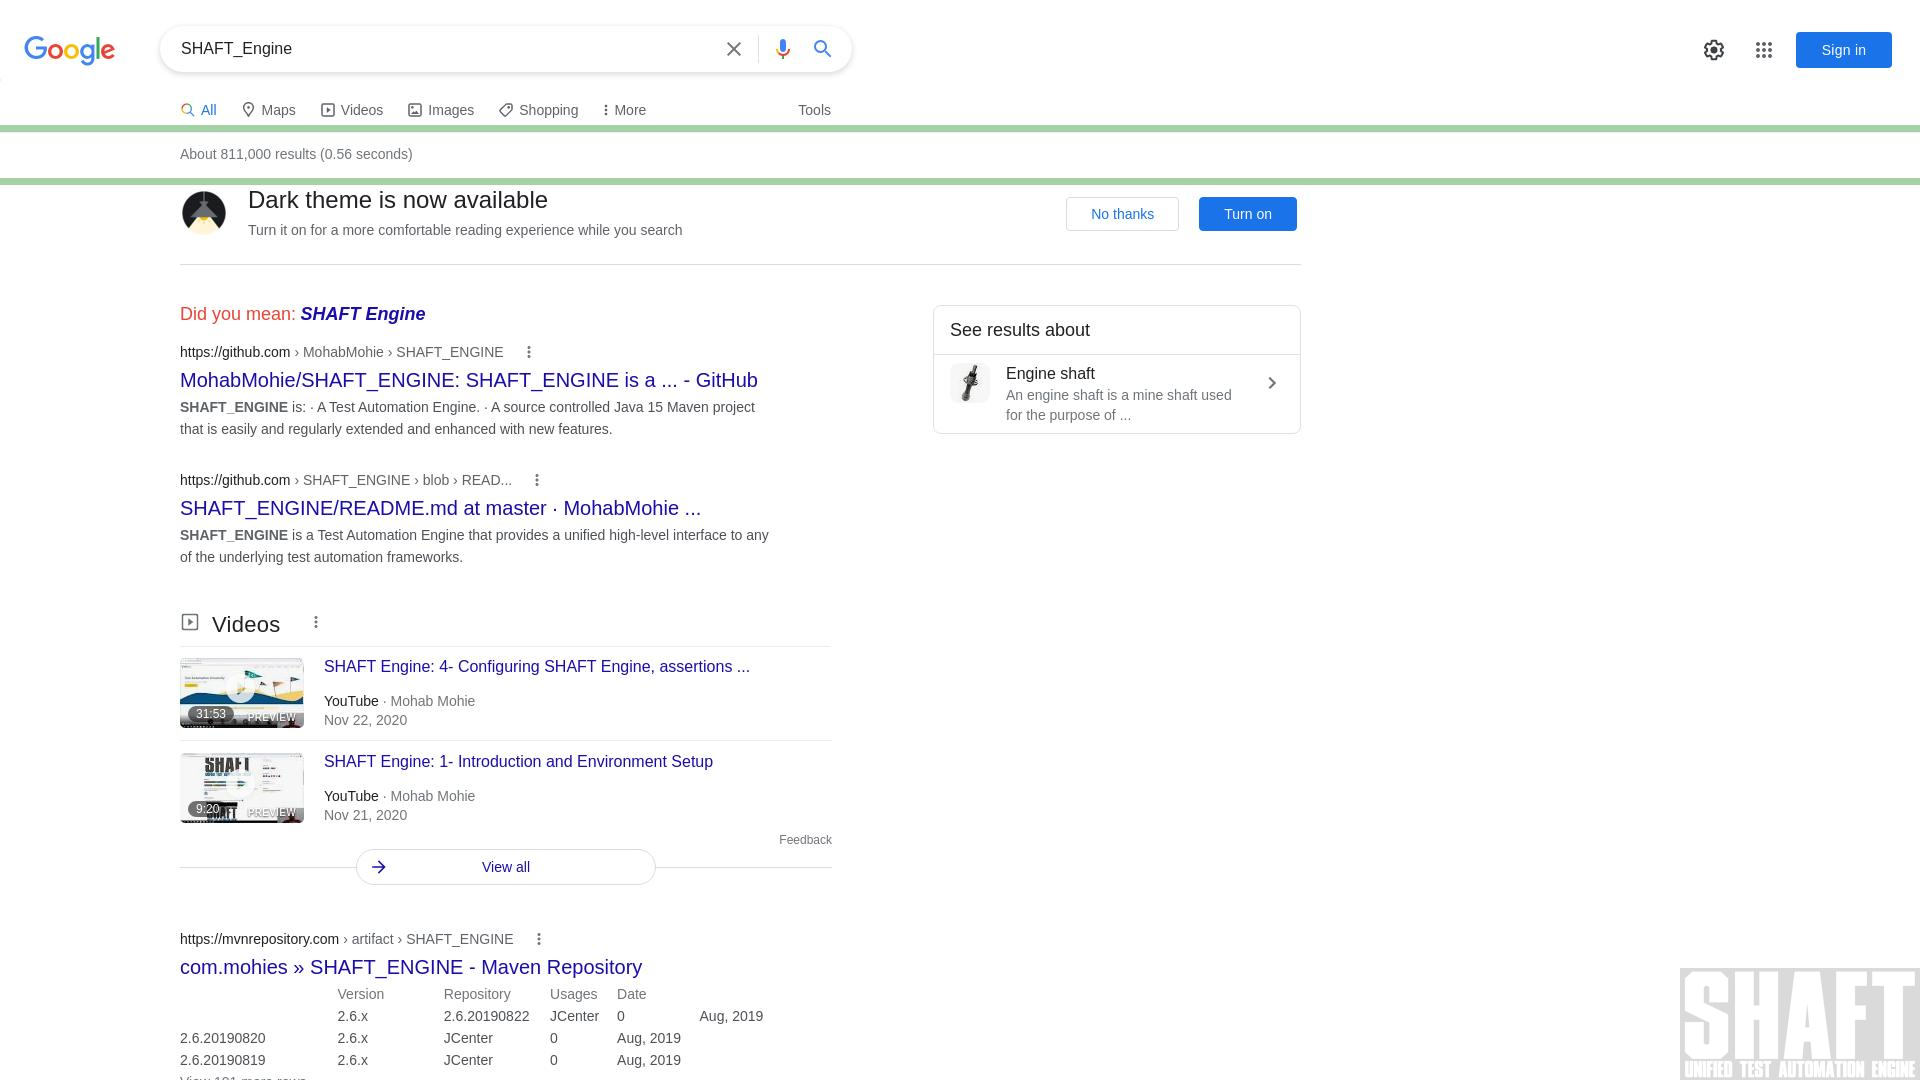 Google
SHAFT_Engine
Sign in
All Maps Videos Images Shopping More Tools
About 811,000 results (0.56 seconds)
Dark theme is now available
Turn it on for a more comfortable reading experience while you search
No thanks
Turn on
Did you mean: SHAFT Engine
https://github.com › MohabMohie › SHAFT_ENGINE
MohabMohie/SHAFT_ENGINE: SHAFT_ENGINE is a ... - GitHub
SHAFT_ENGINE is: · A Test Automation Engine. · A source controlled Java 15 Maven project
that is easily and regularly extended and enhanced with new features.
https://github.com › SHAFT_ENGINE › blob › READ...
SHAFT_ENGINE/README.md at master · MohabMohie ...
SHAFT_ENGINE is a Test Automation Engine that provides a unified high-level interface to any
of the underlying test automation frameworks.
Videos
SHAFT Engine: 4- Configuring SHAFT Engine, assertions ...
31:53
PREVIEW
YouTube · Mohab Mohie
Nov 22, 2020
SHAFT Engine: 1- Introduction and Environment Setup
SHAFT
9:20
PREVIEW
YouTube · Mohab Mohie
Nov 21, 2020
Feedback
View all
https://mvnrepository.com › artifact › SHAFT_ENGINE
com.mohies » SHAFT_ENGINE - Maven Repository
Version Repository Usages Date
2.6.x 2.6.20190822 JCenter 0 Aug, 2019
2.6.20190820 2.6.x JCenter 0 Aug, 2019
2.6.20190819 2.6.x JCenter 0 Aug, 2019
See results about
Engine shaft
An engine shaft is a mine shaft used
for the purpose of ...
SHAFT
UNIFIED TEST AUTOMATION ENGINE